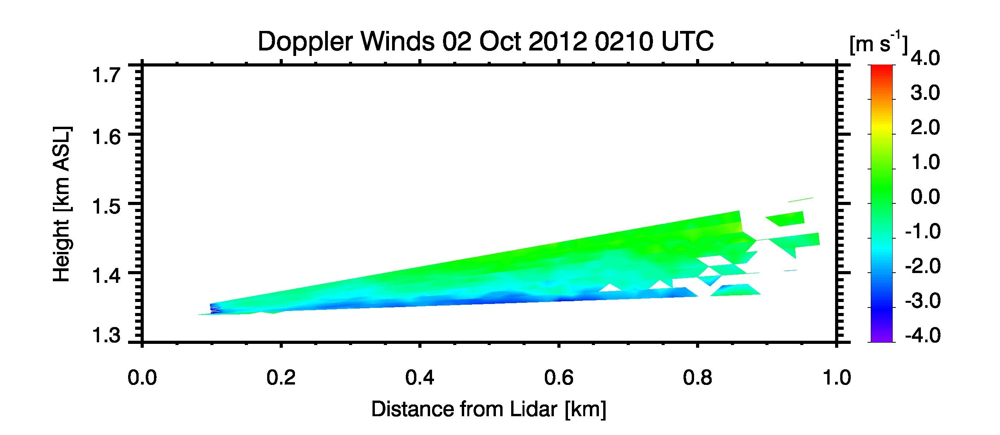 Doppler Winds 02 Oct 2012 0210 UTC
[m s-1]
4.0
3.0
2.0
1.0
0.0
-1.0
-2.0
-3.0
-4.0
Height [km ASL]
1.7
1.6
1.5
1.4
1.3
0.0 0.2 0.4 0.6 0.8 1.0
Distance from Lidar [km]